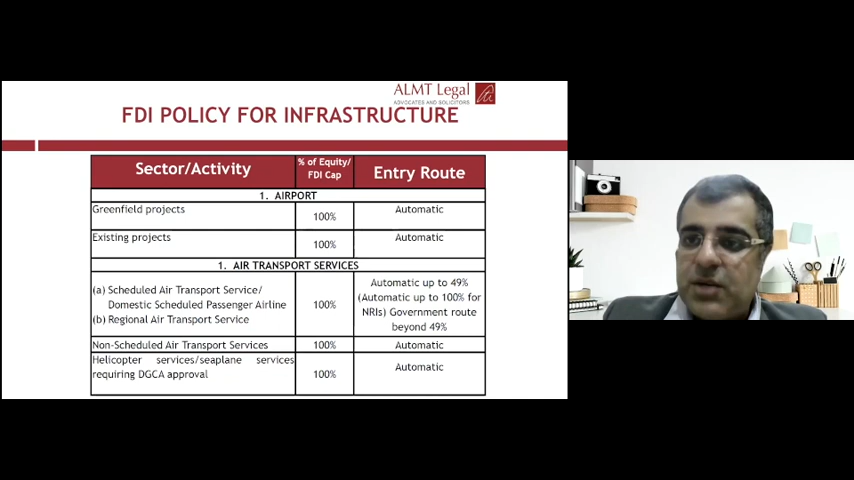 ALMT Legal
ADVOCATES AND SOLICITORS
FDI POLICY FOR INFRASTRUCTURE
Sector/Activity
% of Equity/
FDI Cap
Entry Route
1. AIRPORT
Greenfield projects
100%
Automatic
Existing projects
100%
Automatic
1. AIR TRANSPORT SERVICES
(a) Scheduled Air Transport Service/
Domestic Scheduled Passenger Airline
(b) Regional Air Transport Service
100%
Automatic up to 49%
(Automatic up to 100% for
NRIs) Government route
beyond 49%
Non-Scheduled Air Transport Services
100%
Automatic
Helicopter services/seaplane services
requiring DGCA approval
100%
Automatic